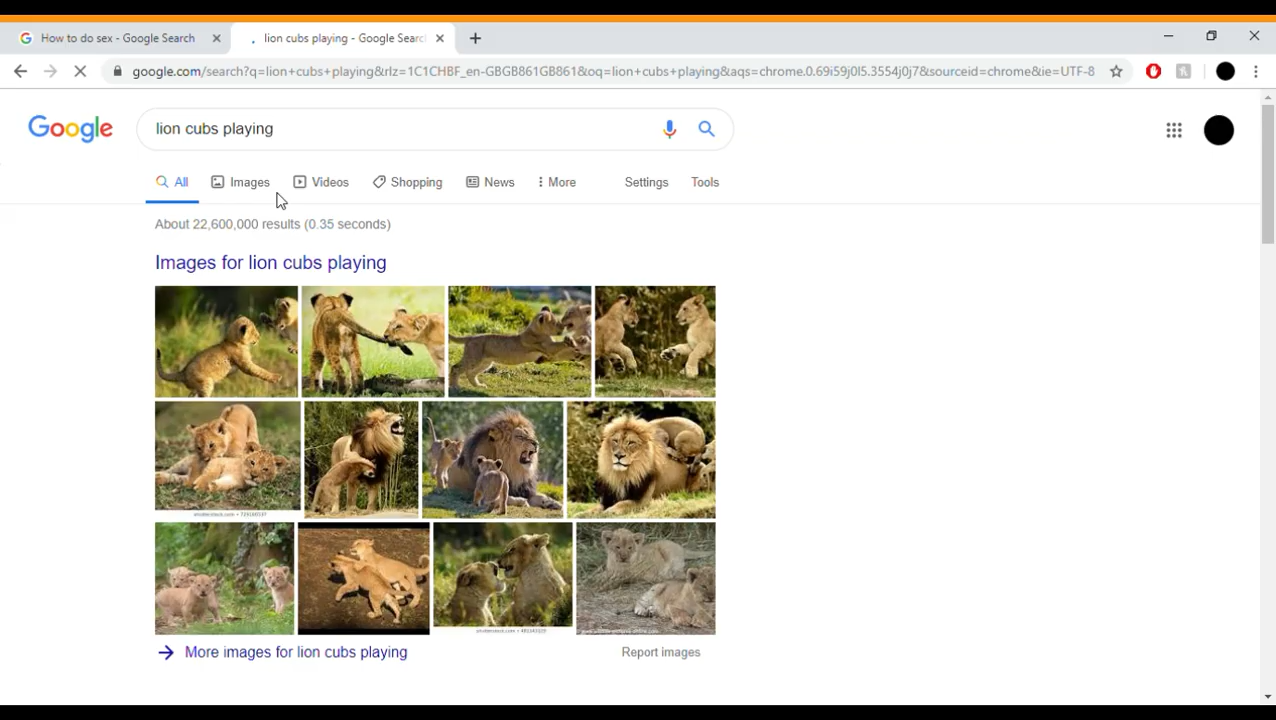 How to do sex - Google Search
lion cubs playing - Google Searc
google.com/search?q=lion+cubs+playing&rlz=1C1CHBF_en-GBGB861GB861&oq=lion+cubs+playing&aqs=chrome.0.69i59j0l5.3554j0j7&sourceid=chrome&ie=UTF-8
Google
lion cubs playing
All Images Videos Shopping News More Settings Tools
About 22,600,000 results (0.35 seconds)
Images for lion cubs playing
More images for lion cubs playing
Report images